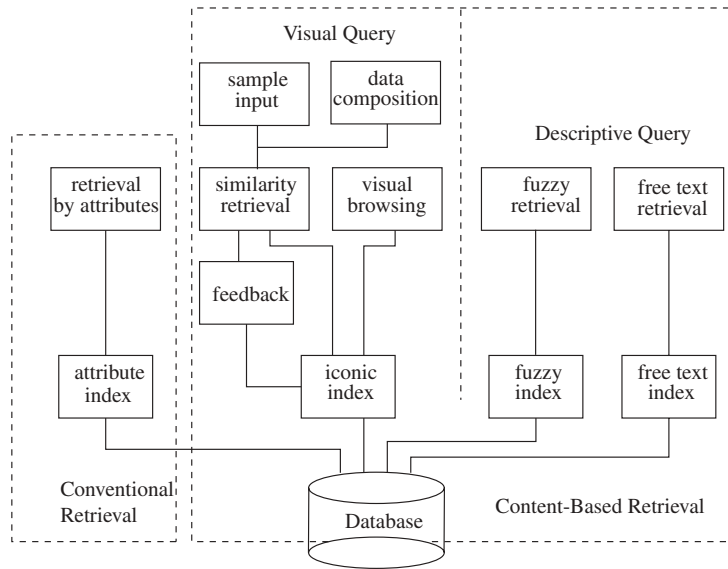 Visual Query
sample
input
data
composition
Descriptive Query
retrieval
by attributes
similarity
retrieval
visual
browsing
fuzzy
retrieval
free text
retrieval
feedback
attribute
index
iconic
index
fuzzy
index
free text
index
Conventional
Retrieval
Database
Content-Based Retrieval